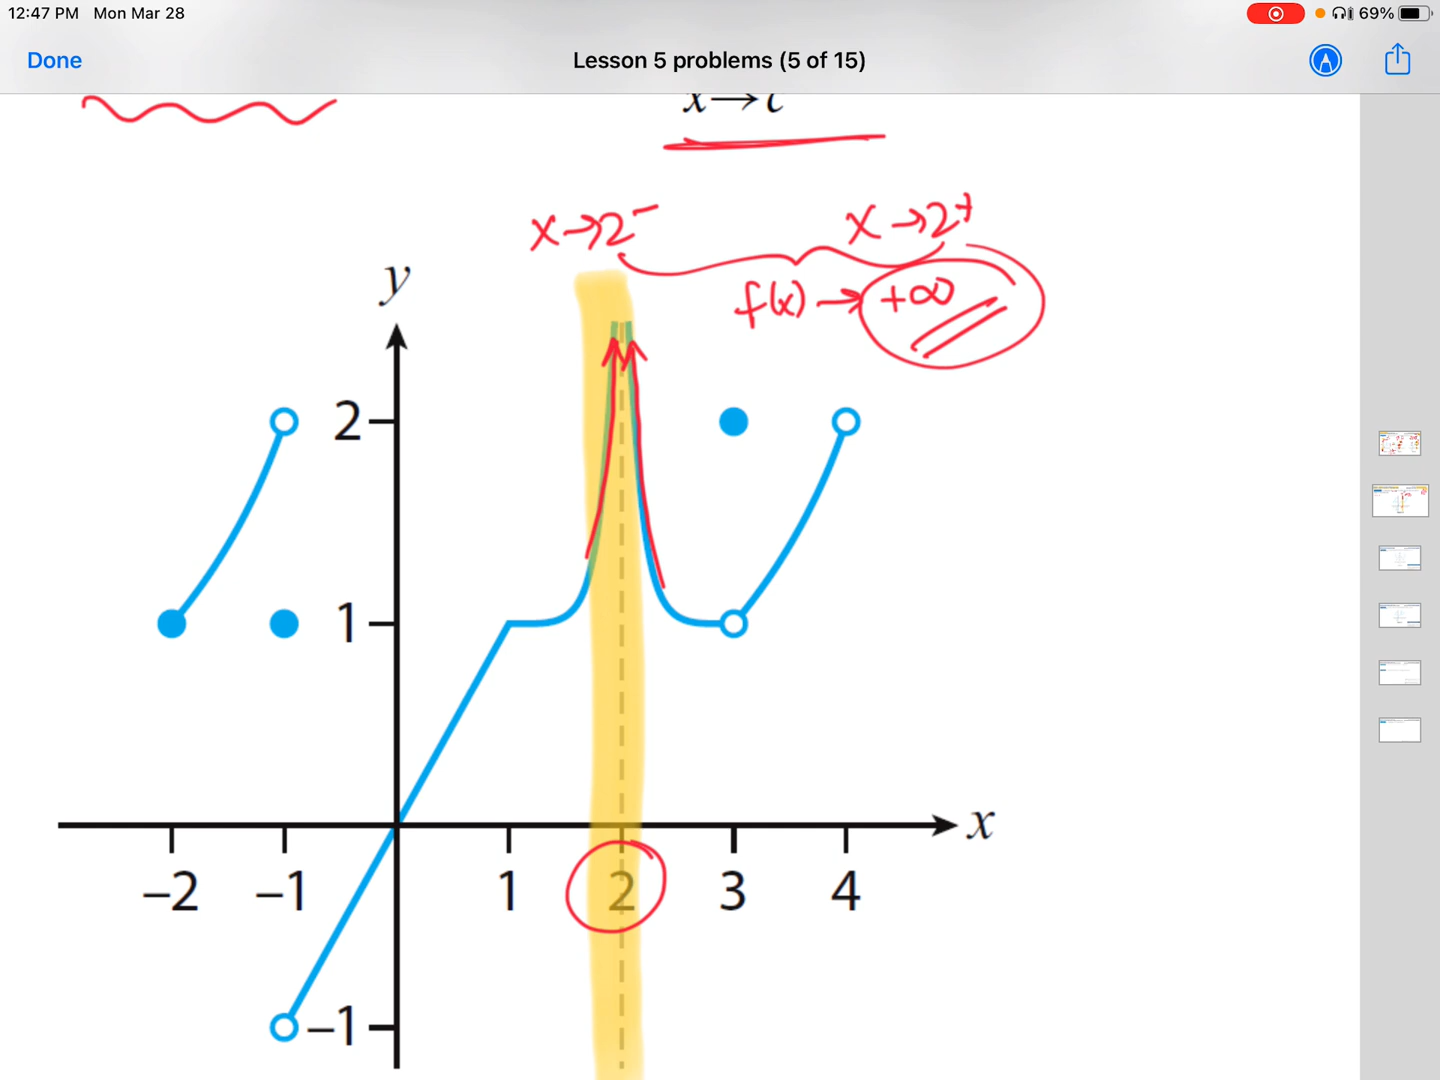 12:47 PM Mon Mar 28 69%
Done Lesson 5 problems (5 of 15)
x→c
x→2⁻ x→2⁺
f(x)→+∞
y
2
1
x
−2 −1 1 2 3 4
−1